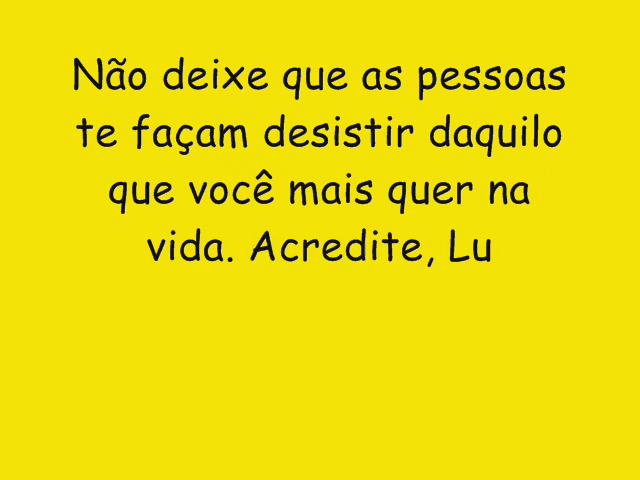 Não deixe que as pessoas
te façam desistir daquilo
que você mais quer na
vida. Acredite, Lu